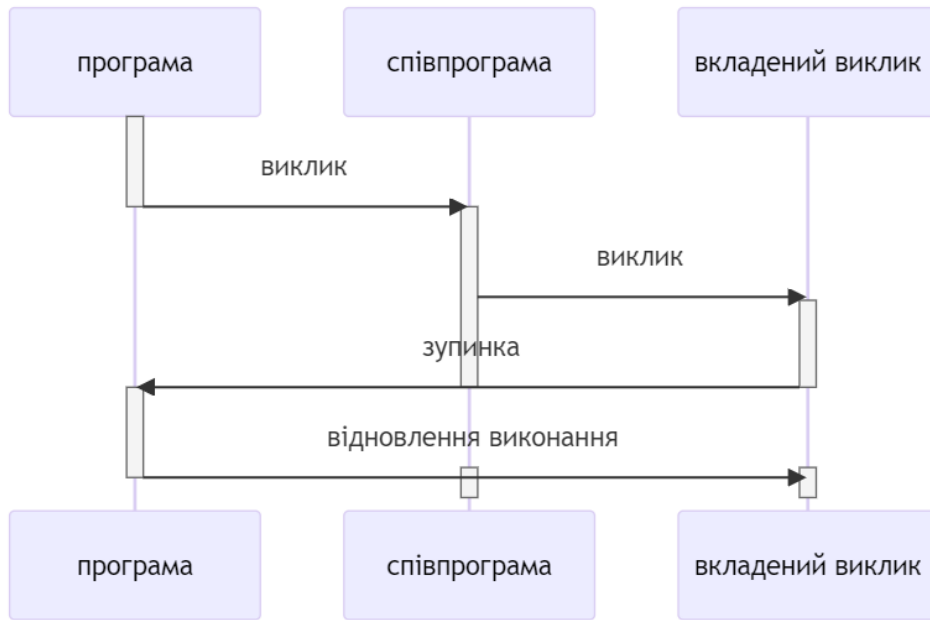 програма
співпрограма
вкладений виклик
виклик
виклик
зупинка
відновлення виконання
програма
співпрограма
вкладений виклик